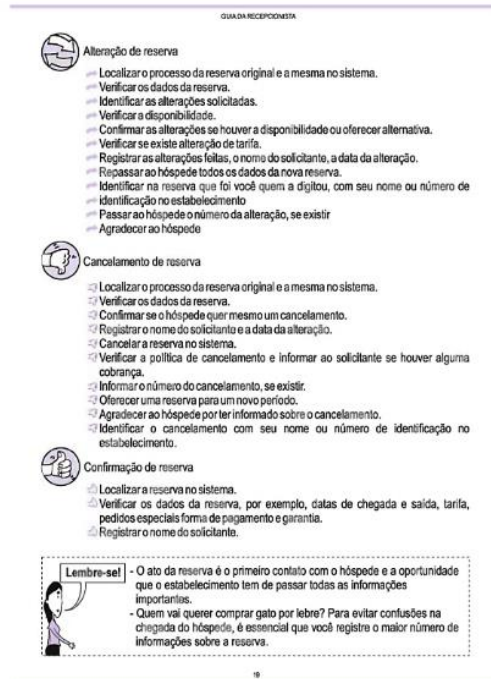 GUIA DA RECEPCIONISTA
Alteração de reserva
Localizar o processo da reserva original e a mesma no sistema.
Verificar os dados da reserva.
Identificar as alterações solicitadas.
Verificar a disponibilidade.
Confirmar as alterações se houver a disponibilidade ou oferecer alternativa.
Verificar se existe alteração de tarifa.
Registrar as alterações feitas, o nome do solicitante, a data da alteração.
Repassar ao hóspede todos os dados da nova reserva.
Identificar na reserva que foi você quem a digitou, com seu nome ou número de
identificação no estabelecimento
Passar ao hóspede o número da alteração, se existir
Agradecer ao hóspede
Cancelamento de reserva
Localizar o processo da reserva original e a mesma no sistema.
Verificar os dados da reserva.
Confirmar se o hóspede quer mesmo um cancelamento.
Registrar o nome do solicitante e a data da alteração.
Cancelar a reserva no sistema.
Verificar a política de cancelamento e informar ao solicitante se houver alguma
cobrança.
Informar o número do cancelamento, se existir.
Oferecer uma reserva para um novo período.
Agradecer ao hóspede por ter informado sobre o cancelamento.
Identificar o cancelamento com seu nome ou número de identificação no
estabelecimento.
Confirmação de reserva
Localizar a reserva no sistema.
Verificar os dados da reserva, por exemplo, datas de chegada e saída, tarifa,
pedidos especiais forma de pagamento e garantia.
Registrar o nome do solicitante.
Lembre-se!
- O ato da reserva é o primeiro contato com o hóspede e a oportunidade
que o estabelecimento tem de passar todas as informações
importantes.
- Quem vai querer comprar gato por lebre? Para evitar confusões na
chegada do hóspede, é essencial que você registre o maior número de
informações sobre a reserva.
19